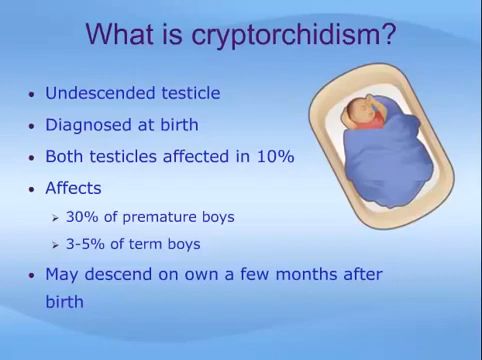 What is cryptorchidism?
• Undescended testicle
• Diagnosed at birth
• Both testicles affected in 10%
• Affects
➢ 30% of premature boys
➢ 3-5% of term boys
• May descend on own a few months after
birth